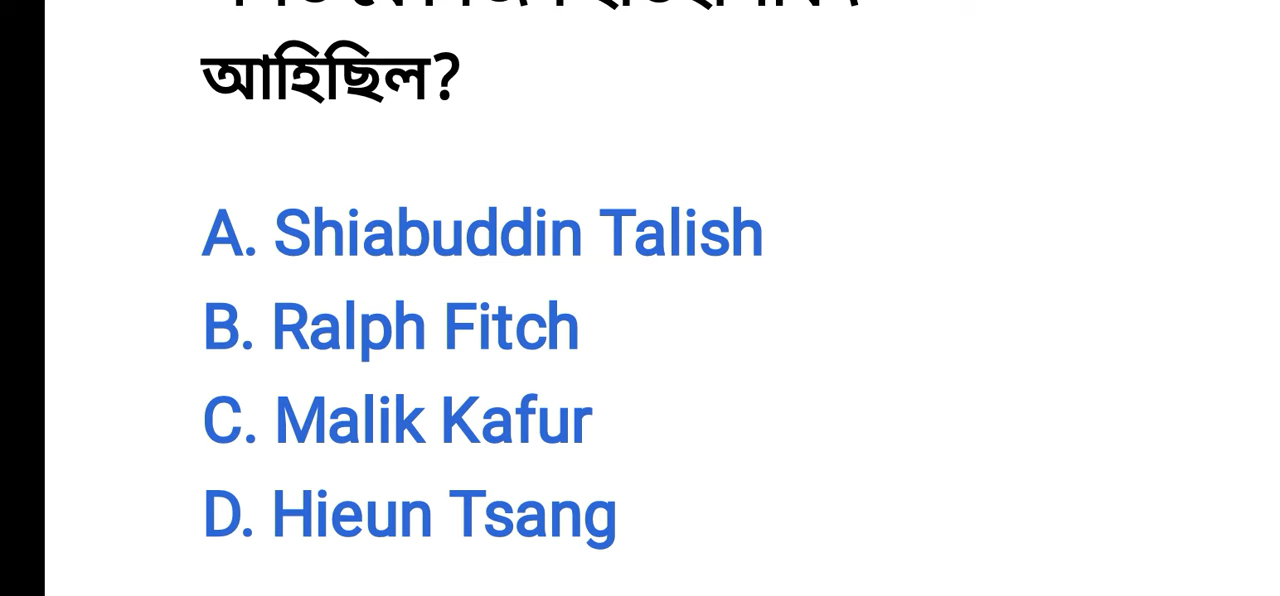 আহিছিল?
A. Shiabuddin Talish
B. Ralph Fitch
C. Malik Kafur
D. Hieun Tsang